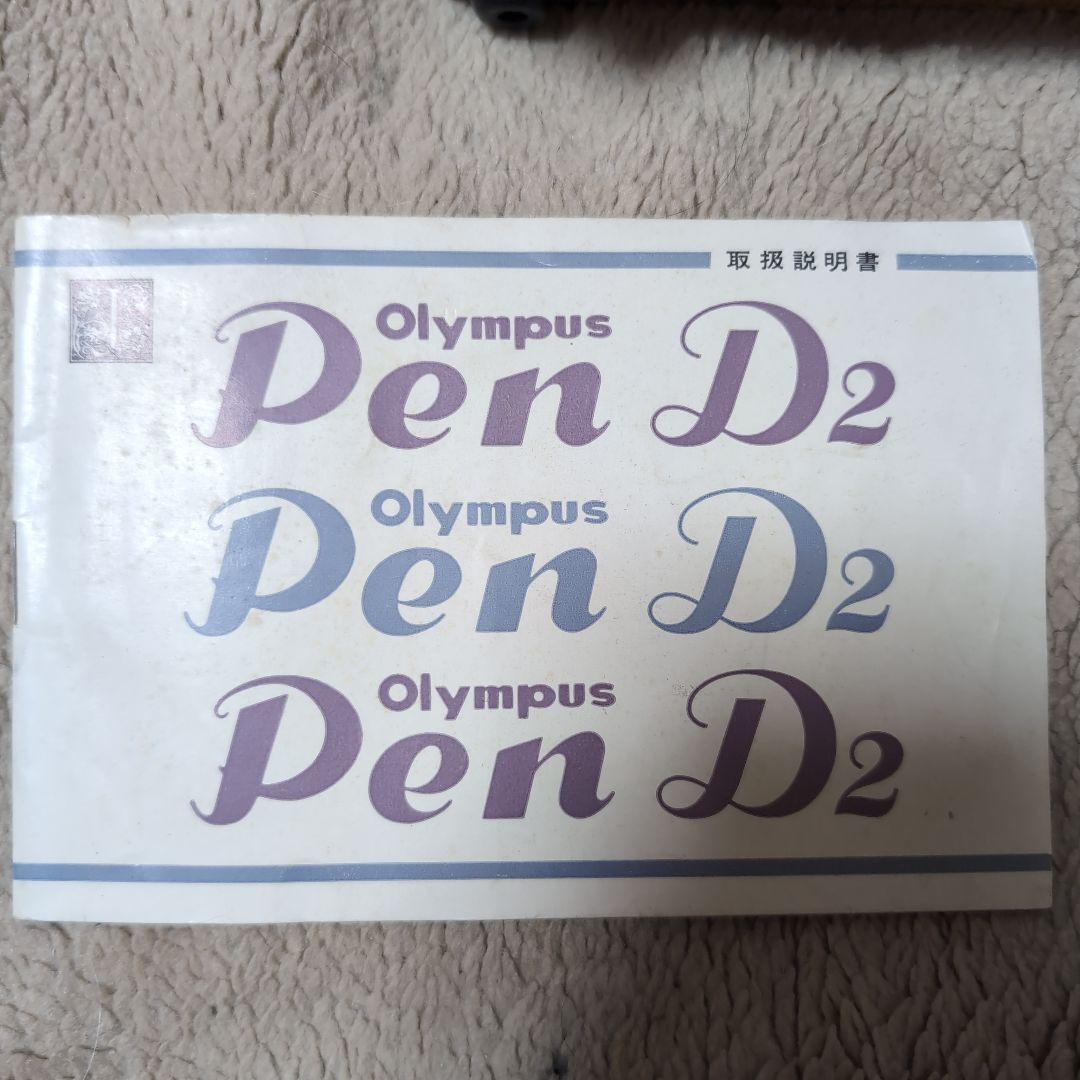 取扱説明書
Olympus
Pen D2
Olympus
Pen D2
Olympus
Pen D2